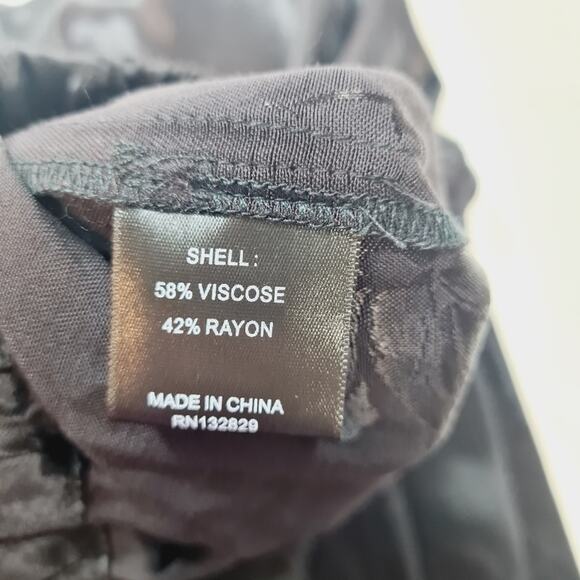 SHELL :
58% VISCOSE
42% RAYON
MADE IN CHINA
RN132829